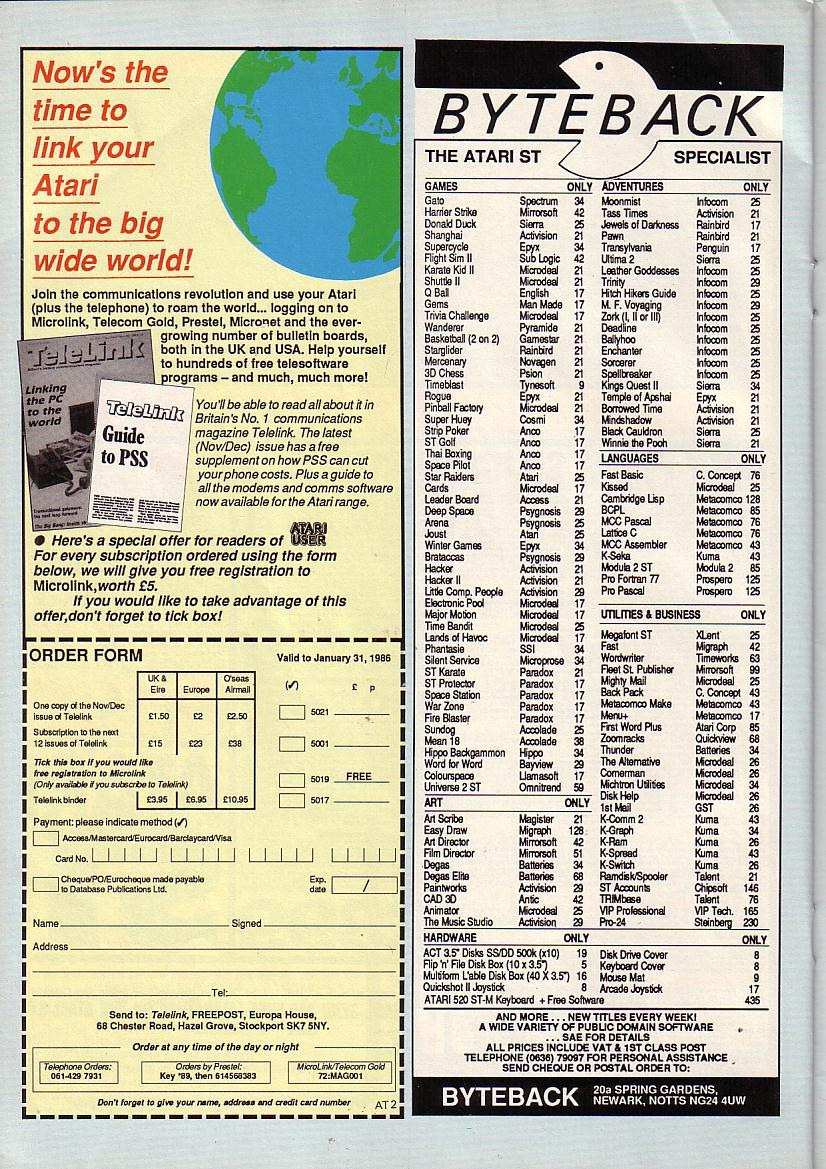 Now's the
time to
link your
Atari
to the big
wide world!
Join the communications revolution and use your Atari
(plus the telephone) to roam the world... logging on to
Microlink, Telecom Gold, Prestel, Micronet and the ever-
growing number of bulletin boards,
both in the UK and USA. Help yourself
to hundreds of free telesoftware
programs – and much, much more!
TeleLink
Linking
the PC
to the
world
TeleLink
Guide
to PSS
You'll be able to read all about it in
Britain's No. 1 communications
magazine Telelink. The latest
(Nov/Dec) issue has a free
supplement on how PSS can cut
your phone costs. Plus a guide to
all the modems and comms software
now available for the Atari range.
● Here's a special offer for readers of ATARI USER
For every subscription ordered using the form
below, we will give you free registration to
Microlink,worth £5.
If you would like to take advantage of this
offer,don't forget to tick box!
ORDER FORM Valid to January 31, 1986
UK & Eire Europe O'seas Airmail (✓) £ p
One copy of the Nov/Dec
issue of Telelink £1.50 £2 £2.50 5021
Subscription to the next
12 issues of Telelink £15 £23 £38 5001
Tick this box if you would like
free registration to Microlink
(Only available if you subscribe to Telelink) 5019 FREE
Telelink binder £3.95 £6.95 £10.95 5017
Payment: please indicate method (✓)
Access/Mastercard/Eurocard/Barclaycard/Visa
Card No.
Cheque/PO/Eurocheque made payable
to Database Publications Ltd.
Exp.
date /
Name Signed
Address
Tel:
Send to: Telelink, FREEPOST, Europa House,
68 Chester Road, Hazel Grove, Stockport SK7 5NY.
Order at any time of the day or night
Telephone Orders:
061-429 7931
Orders by Prestel:
Key *89, then 614568383
MicroLink/Telecom Gold
72:MAG001
Don't forget to give your name, address and credit card number
AT2
BYTEBACK
THE ATARI ST SPECIALIST
GAMES ONLY
Gato Spectrum 34
Harrier Strike Mirrorsoft 42
Donald Duck Sierra 25
Shanghai Activision 21
Supercycle Epyx 34
Flight Sim II Sub Logic 42
Karate Kid II Microdeal 21
Shuttle II Microdeal 21
Q Ball English 17
Gems Man Made 17
Trivia Challenge Microdeal 17
Wanderer Pyramide 21
Basketball (2 on 2) Gamestar 21
Starglider Rainbird 21
Mercenary Novagen 21
3D Chess Psion 21
Timeblast Tynesoft 9
Rogue Epyx 21
Pinball Factory Microdeal 21
Super Huey Cosmi 34
Strip Poker Anco 17
ST Golf Anco 17
Thai Boxing Anco 17
Space Pilot Anco 17
Star Raiders Atari 25
Cards Microdeal 17
Leader Board Access 21
Deep Space Psygnosis 29
Arena Psygnosis 25
Joust Atari 25
Winter Games Epyx 34
Brataccas Psygnosis 29
Hacker Activision 21
Hacker II Activision 21
Little Comp. People Activision 29
Electronic Pool Microdeal 17
Major Motion Microdeal 17
Time Bandit Microdeal 25
Lands of Havoc Microdeal 17
Phantasie SSI 34
Silent Service Microprose 34
ST Karate Paradox 21
ST Protector Paradox 17
Space Station Paradox 17
War Zone Paradox 17
Fire Blaster Paradox 17
Sundog Accolade 25
Mean 18 Accolade 38
Hippo Backgammon Hippo 34
Word for Word Bayview 29
Colourspace Llamasoft 17
Universe 2 ST Omnitrend 59
ART ONLY
Art Scribe Magister 21
Easy Draw Migraph 128
Art Director Mirrorsoft 42
Film Director Mirrorsoft 51
Degas Batteries 34
Degas Elite Batteries 68
Paintworks Activision 29
CAD 3D Antic 42
Animator Microdeal 25
The Music Studio Activision 29
ADVENTURES ONLY
Moonmist Infocom 25
Tass Times Activision 21
Jewels of Darkness Rainbird 17
Pawn Rainbird 21
Transylvania Penguin 17
Ultima 2 Sierra 25
Leather Goddesses Infocom 25
Trinity Infocom 29
Hitch Hikers Guide Infocom 25
M. F. Voyaging Infocom 29
Zork (I, II or III) Infocom 25
Deadline Infocom 25
Ballyhoo Infocom 25
Enchanter Infocom 25
Sorcerer Infocom 25
Spellbreaker Infocom 25
Kings Quest II Sierra 34
Temple of Apshai Epyx 21
Borrowed Time Activision 21
Mindshadow Activision 21
Black Cauldron Sierra 25
Winnie the Pooh Sierra 21
LANGUAGES ONLY
Fast Basic C. Concept 76
Kissed Microdeal 25
Cambridge Lisp Metacomco 128
BCPL Metacomco 85
MCC Pascal Metacomco 76
Lattice C Metacomco 76
MCC Assembler Metacomco 43
K-Seka Kuma 43
Modula 2 ST Modula 2 85
Pro Fortran 77 Prospero 125
Pro Pascal Prospero 125
UTILITIES & BUSINESS ONLY
Megafont ST XLent 25
Fast Migraph 42
Wordwriter Timeworks 63
Fleet St. Publisher Mirrorsoft 99
Mighty Mail Microdeal 25
Back Pack C. Concept 43
Metacomco Make Metacomco 43
Menu+ Metacomco 17
First Word Plus Atari Corp 85
Zoomracks Quickview 68
Thunder Batteries 34
The Alternative Microdeal 26
Cornerman Microdeal 26
Michtron Utilities Microdeal 34
Disk Help Microdeal 26
1st Mail GST 26
K-Comm 2 Kuma 43
K-Graph Kuma 34
K-Ram Kuma 26
K-Spread Kuma 43
K-Switch Kuma 26
Ramdisk/Spooler Talent 21
ST Accounts Chipsoft 146
TRIMbase Talent 76
VIP Professional VIP Tech. 165
Pro-24 Steinberg 230
HARDWARE ONLY ONLY
ACT 3.5" Disks SS/DD 500k (x10) 19 Disk Drive Cover 8
Flip 'n' File Disk Box (10 x 3.5") 5 Keyboard Cover 8
Multiform L'able Disk Box (40 X 3.5") 16 Mouse Mat 9
Quickshot II Joystick 8 Arcade Joystick 17
ATARI 520 ST-M Keyboard + Free Software 435
AND MORE . . . NEW TITLES EVERY WEEK!
A WIDE VARIETY OF PUBLIC DOMAIN SOFTWARE
. . . SAE FOR DETAILS
ALL PRICES INCLUDE VAT & 1ST CLASS POST
TELEPHONE (0636) 79097 FOR PERSONAL ASSISTANCE
SEND CHEQUE OR POSTAL ORDER TO:
BYTEBACK 20a SPRING GARDENS,
NEWARK, NOTTS NG24 4UW